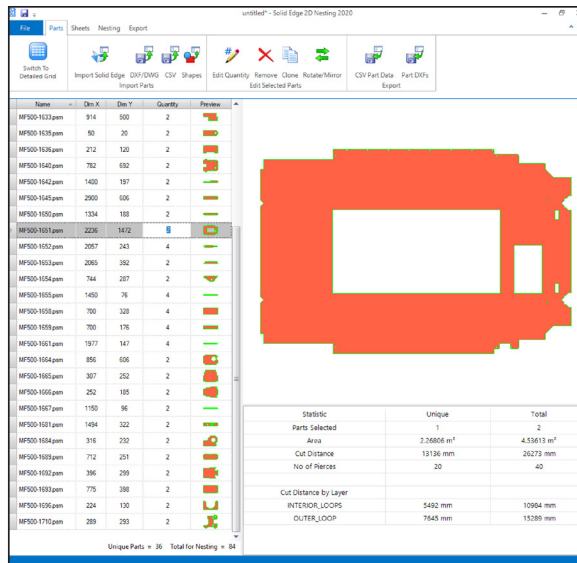 untitled* - Solid Edge 2D Nesting 2020
File Parts Sheets Nesting Export
Switch To Detailed Grid
Import Solid Edge DXF/DWG CSV Shapes
Import Parts
Edit Quantity Remove Clone Rotate/Mirror
Edit Selected Parts
CSV Part Data Part DXFs
Export
Name Dim X Dim Y Quantity Preview
MF500-1633.psm 914 500 2
MF500-1635.psm 50 20 2
MF500-1636.psm 212 120 2
MF500-1640.psm 782 692 2
MF500-1642.psm 1400 197 2
MF500-1645.psm 2900 606 2
MF500-1650.psm 1334 188 2
MF500-1651.psm 2236 1472 2
MF500-1652.psm 2057 243 4
MF500-1653.psm 2065 392 2
MF500-1654.psm 744 287 2
MF500-1655.psm 1450 76 4
MF500-1658.psm 700 328 4
MF500-1659.psm 700 176 4
MF500-1661.psm 1977 147 4
MF500-1664.psm 856 606 2
MF500-1665.psm 307 252 2
MF500-1666.psm 252 185 2
MF500-1667.psm 1150 96 2
MF500-1681.psm 1494 322 2
MF500-1684.psm 316 232 2
MF500-1689.psm 712 251 2
MF500-1692.psm 396 299 2
MF500-1693.psm 775 398 2
MF500-1696.psm 224 130 2
MF500-1710.psm 289 293 2
Unique Parts = 36 Total for Nesting = 84
Statistic Unique Total
Parts Selected 1 2
Area 2.26806 m² 4.53613 m²
Cut Distance 13136 mm 26273 mm
No of Pierces 20 40
Cut Distance by Layer
INTERIOR_LOOPS 5492 mm 10984 mm
OUTER_LOOP 7645 mm 15289 mm